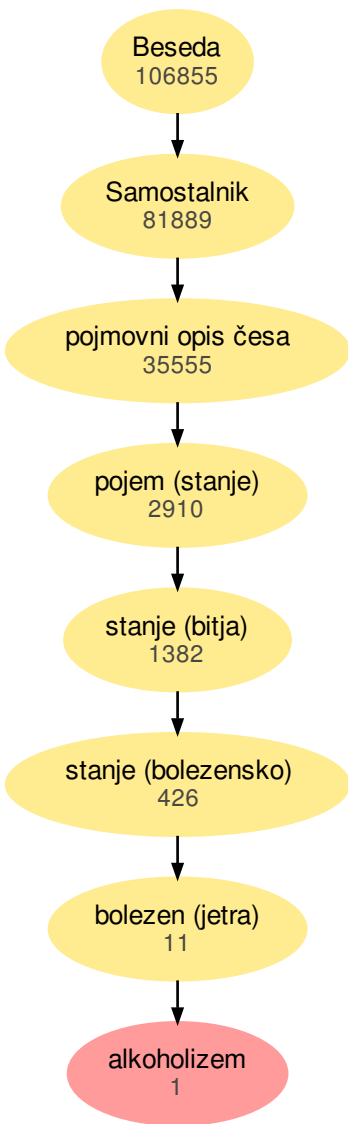 Beseda
106855
Samostalnik
81889
pojmovni opis česa
35555
pojem (stanje)
2910
stanje (bitja)
1382
stanje (bolezensko)
426
bolezen (jetra)
11
alkoholizem
1